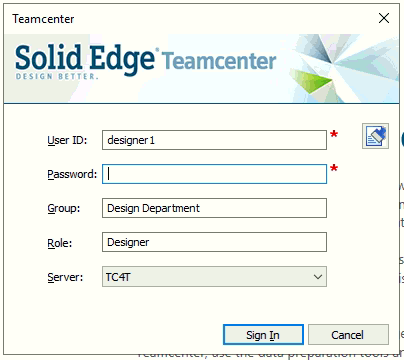 Teamcenter
Solid Edge® Teamcenter
DESIGN BETTER.
User ID: designer1 *
Password: *
Group: Design Department
Role: Designer
Server: TC4T
Sign In Cancel
Teamcenter, use the data preparation tools an